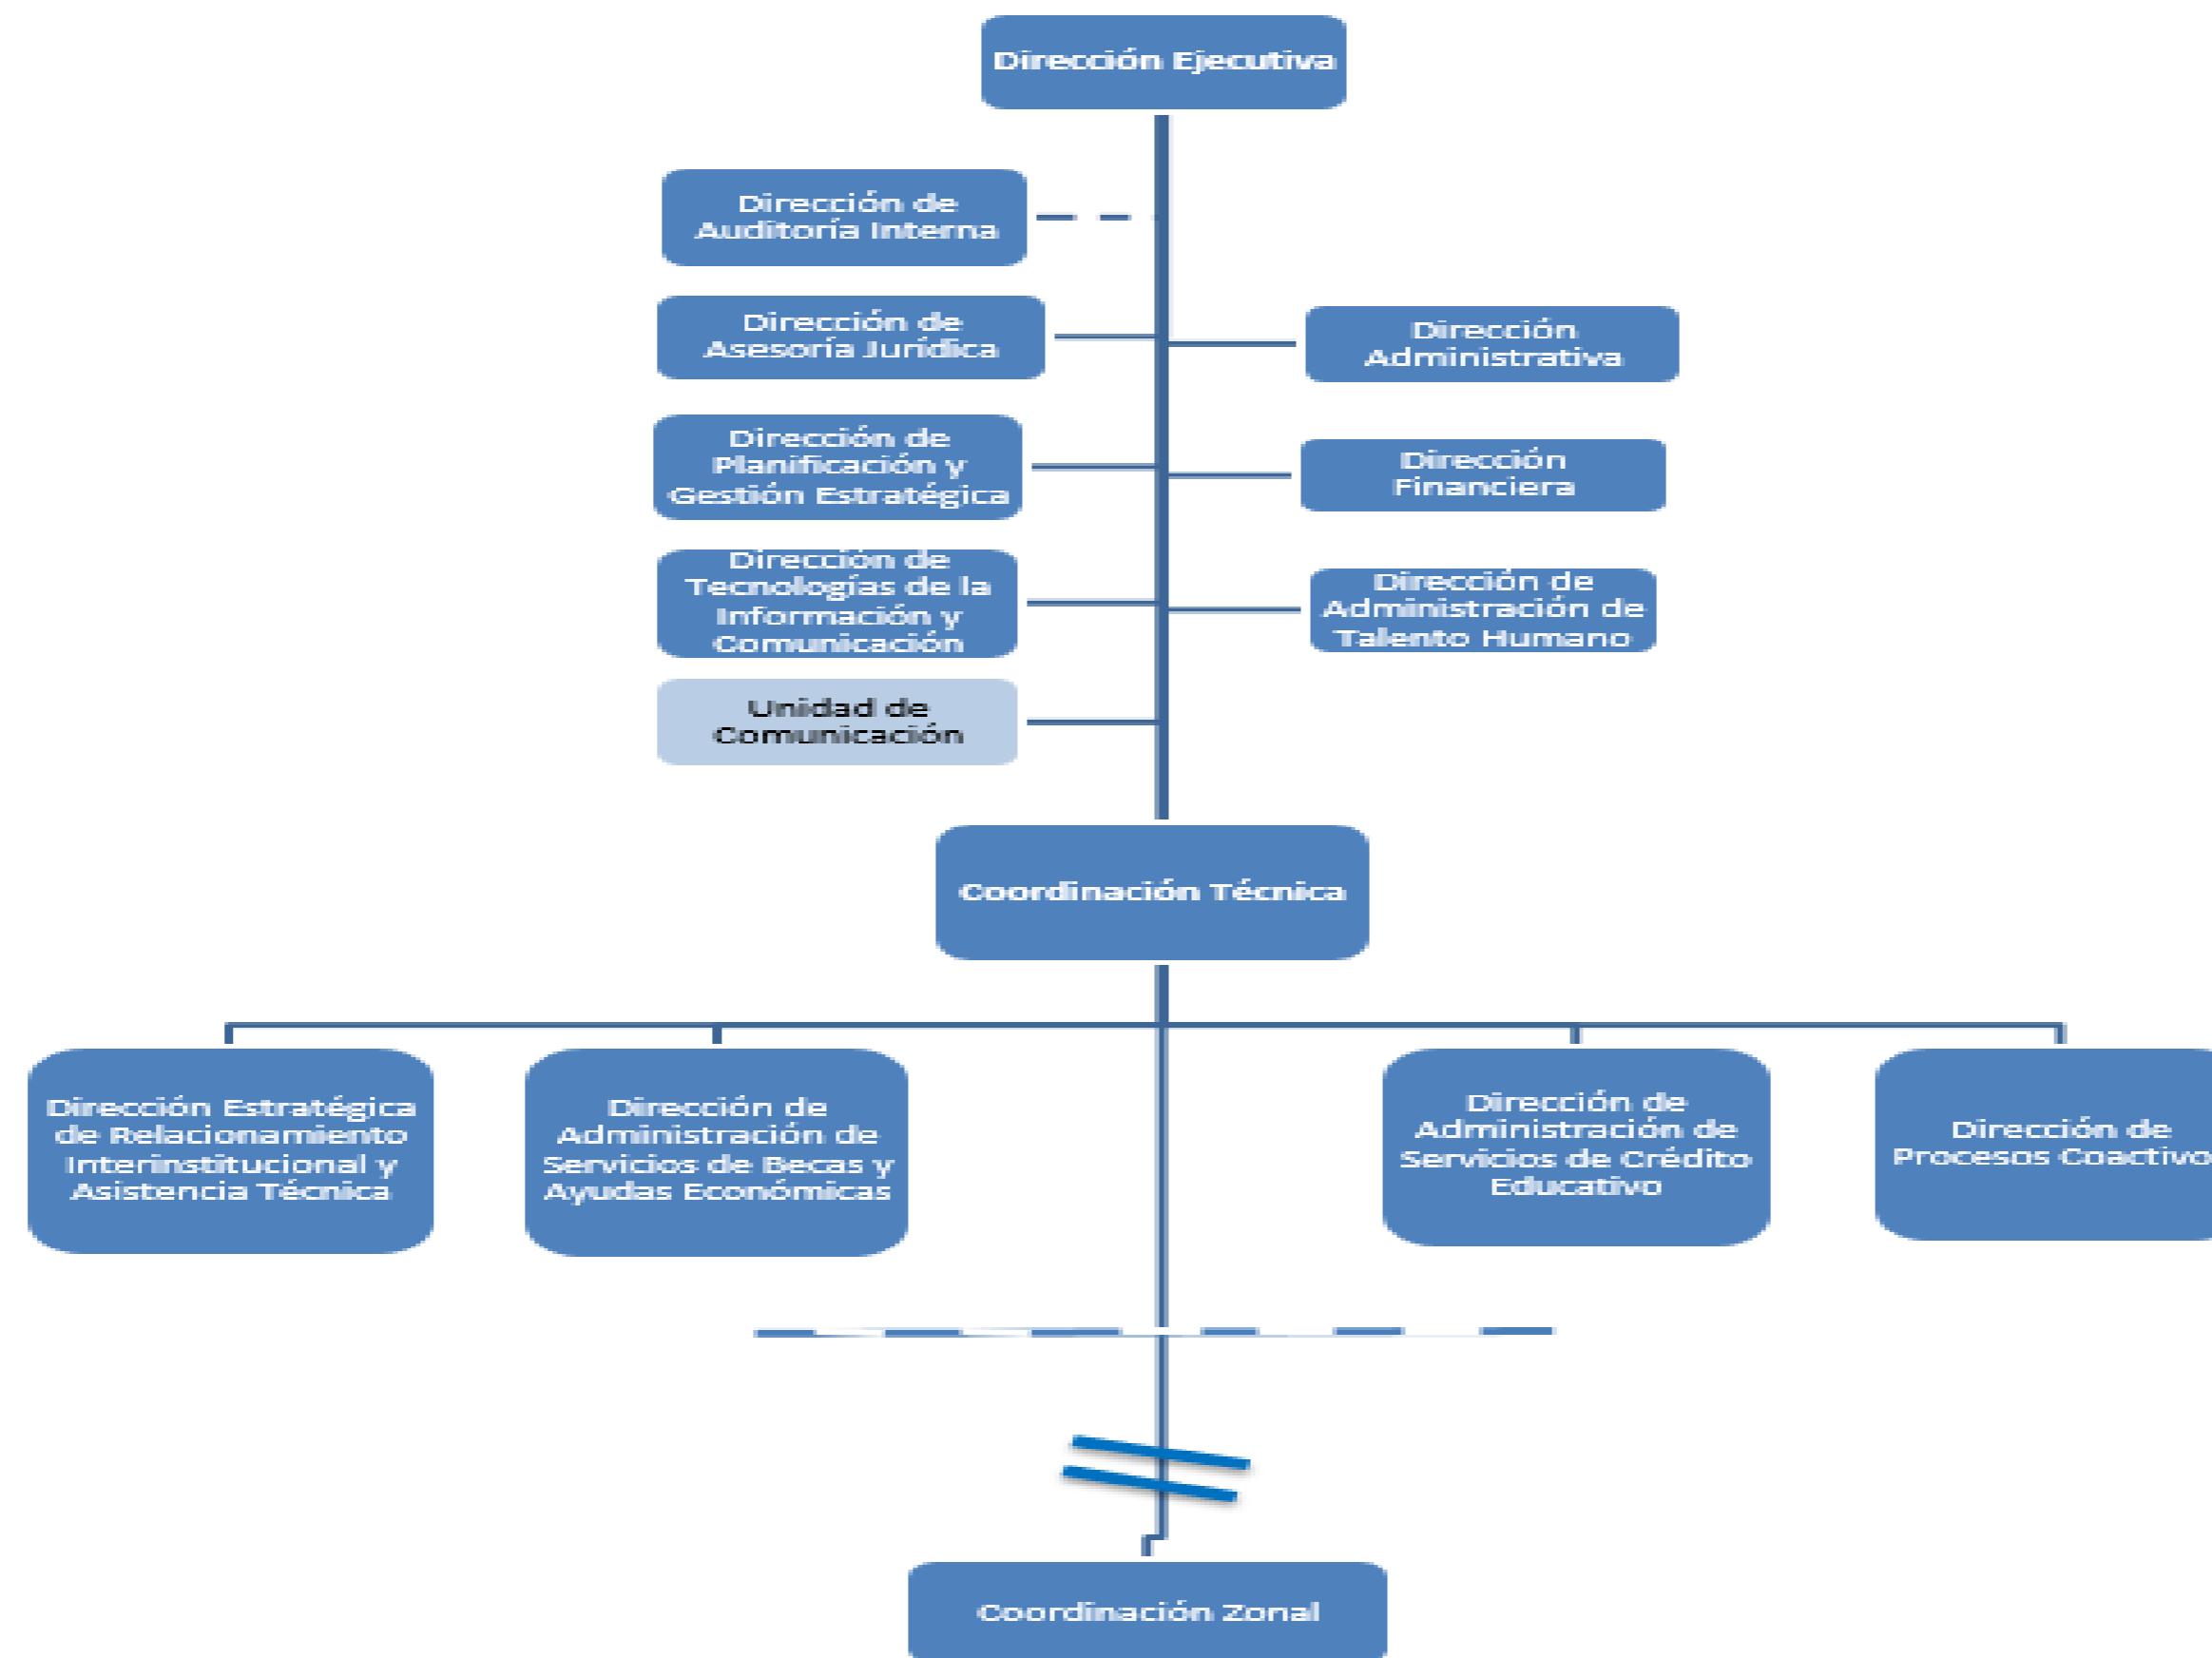 Dirección Ejecutiva
Dirección de
Auditoría Interna
Dirección de
Asesoría Jurídica
Dirección
Administrativa
Dirección de
Planificación y
Gestión Estratégica
Dirección
Financiera
Dirección de
Tecnologías de la
Información y
Comunicación
Dirección de
Administración de
Talento Humano
Unidad de
Comunicación
Coordinación Técnica
Dirección Estratégica
de Relacionamiento
Interinstitucional y
Asistencia Técnica
Dirección de
Administración de
Servicios de Becas y
Ayudas Económicas
Dirección de
Administración de
Servicios de Crédito
Educativo
Dirección de
Procesos Coactivo
Coordinación Zonal